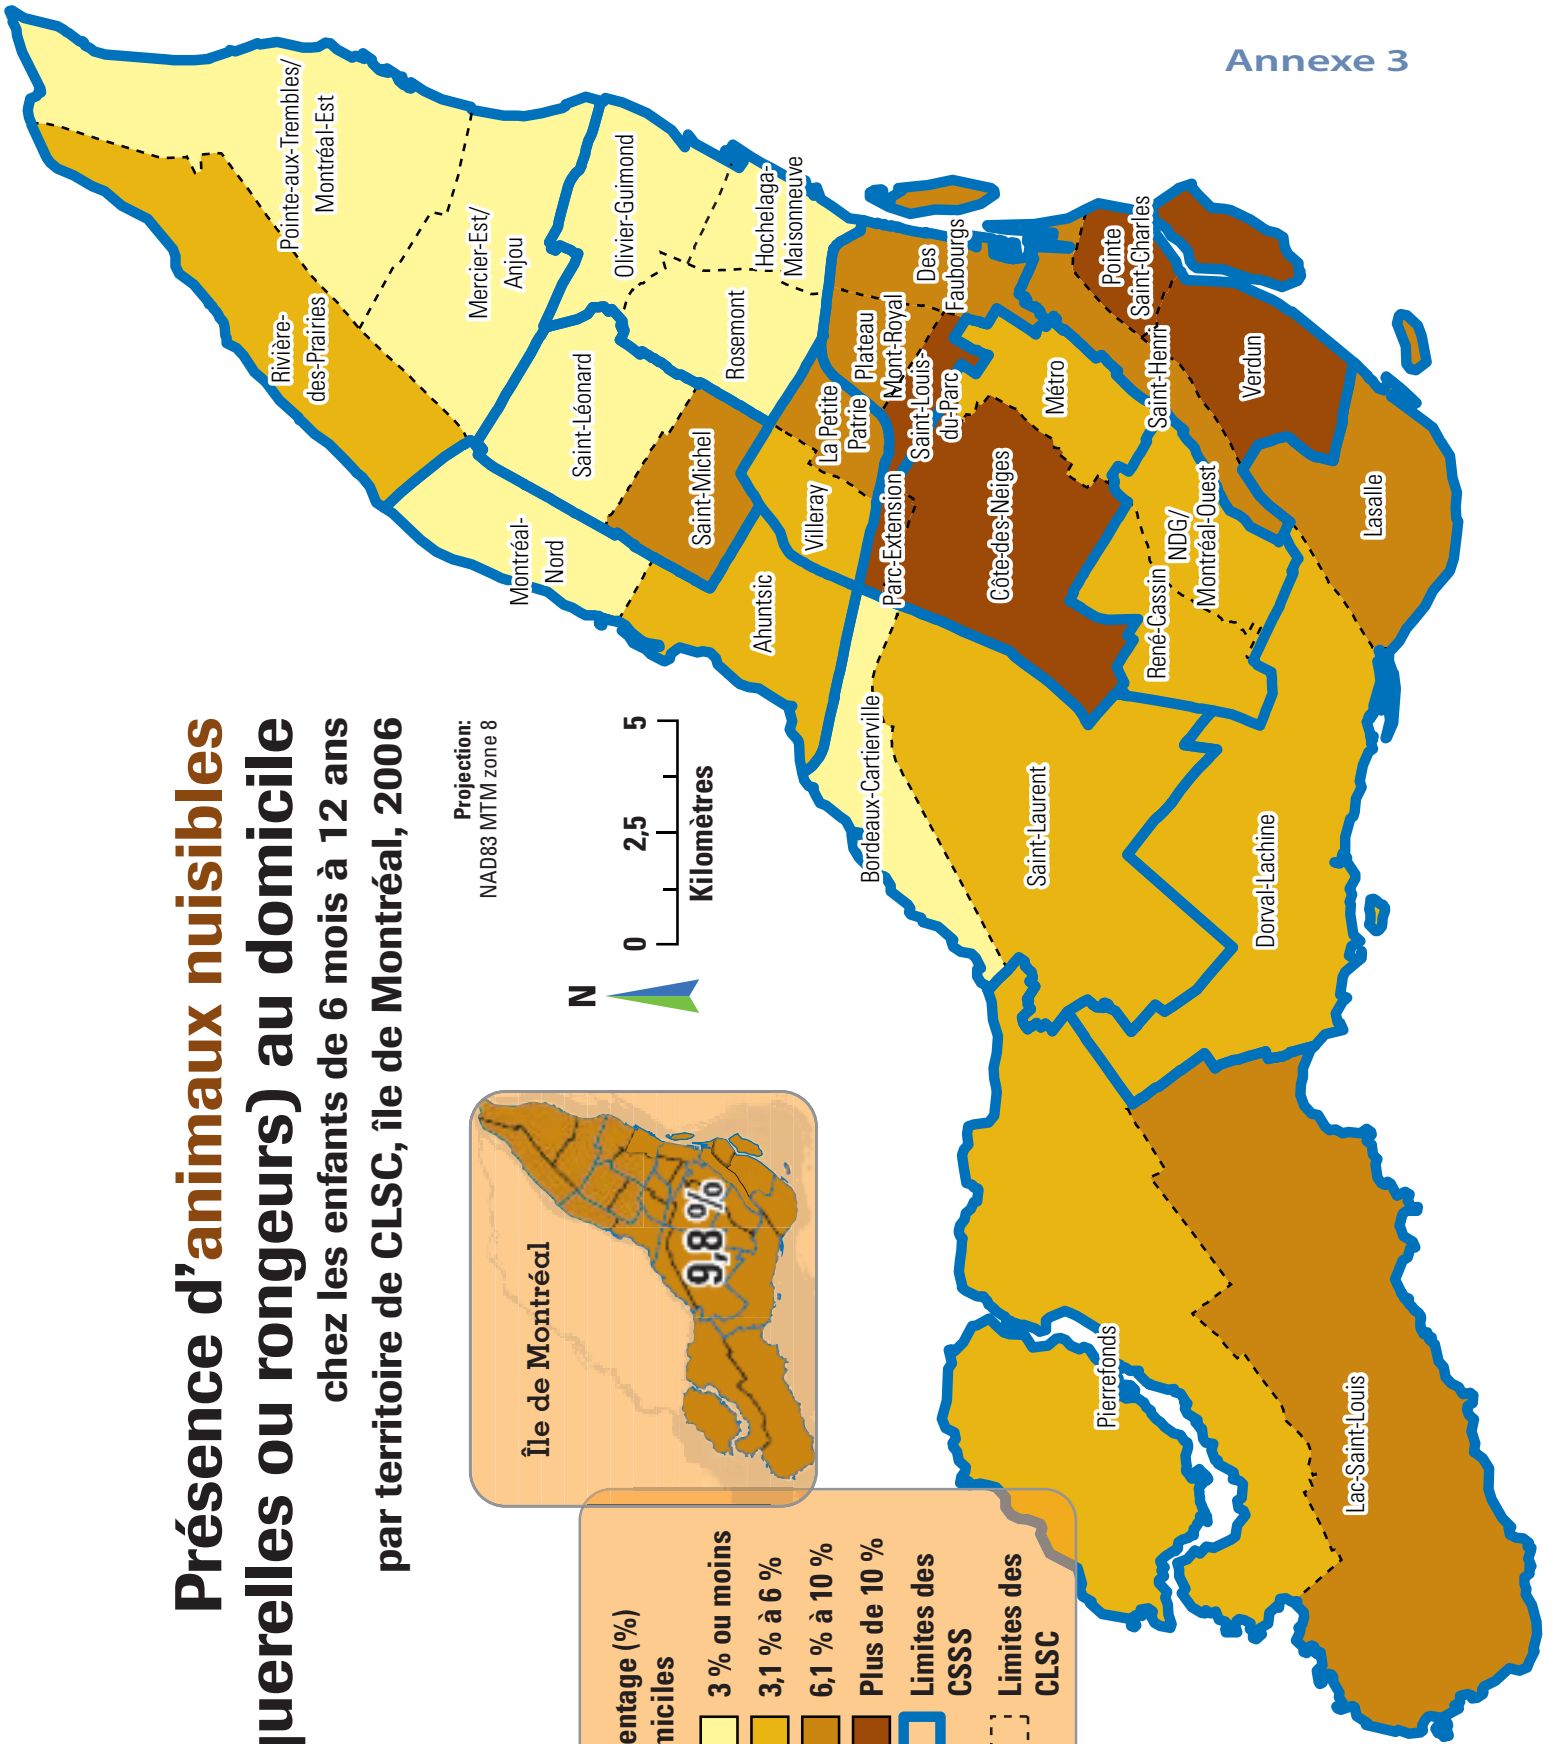 Annexe 3
Présence d'animaux nuisibles
querelles ou rongeurs) au domicile
chez les enfants de 6 mois à 12 ans
par territoire de CLSC, île de Montréal, 2006
Projection:
NAD83 MTM zone 8
N
0 2,5 5
Kilomètres
Île de Montréal
9,8 %
entage (%)
miciles
3 % ou moins
3,1 % à 6 %
6,1 % à 10 %
Plus de 10 %
Limites des
CSSS
Limites des
CLSC
Pointe-aux-Trembles/
Montréal-Est
Rivière-
des-Prairies
Mercier-Est/
Anjou
Olivier-Guimond
Hochelaga-
Maisonneuve
Rosemont
Saint-Léonard
Montréal-
Nord
Saint-Michel
Ahuntsic
Villeray
La Petite
Patrie
Plateau
Mont-Royal
Des
Faubourgs
Saint-Louis-
du-Parc
Parc-Extension
Côte-des-Neiges
Métro
Pointe
Saint-Charles
Saint-Henri
Verdun
Lasalle
NDG/
Montréal-Ouest
René-Cassin
Bordeaux-Cartierville
Saint-Laurent
Dorval-Lachine
Pierrefonds
Lac-Saint-Louis